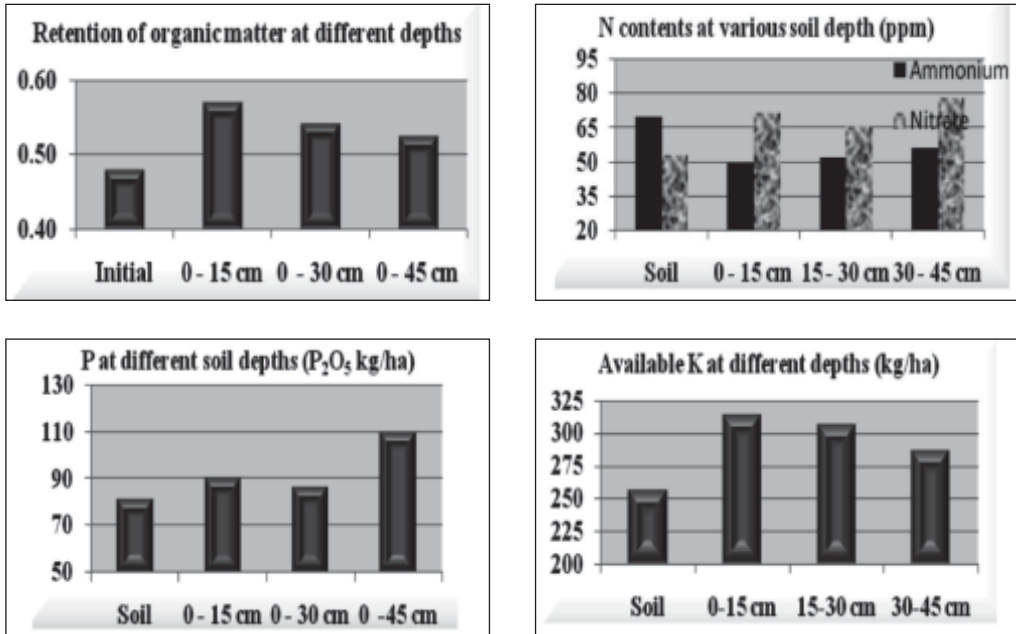 Retention of organic matter at different depths
0.60
0.50
0.40
Initial 0 - 15 cm 0 - 30 cm 0 - 45 cm
N contents at various soil depth (ppm)
95
80
65
50
35
20
Ammonium
Nitrate
Soil 0 - 15 cm 15 - 30 cm 30 - 45 cm
P at different soil depths (P₂O₅ kg/ha)
130
110
90
70
50
Soil 0 - 15 cm 0 - 30 cm 0 -45 cm
Available K at different depths (kg/ha)
325
300
275
250
225
200
Soil 0-15 cm 15-30 cm 30-45 cm